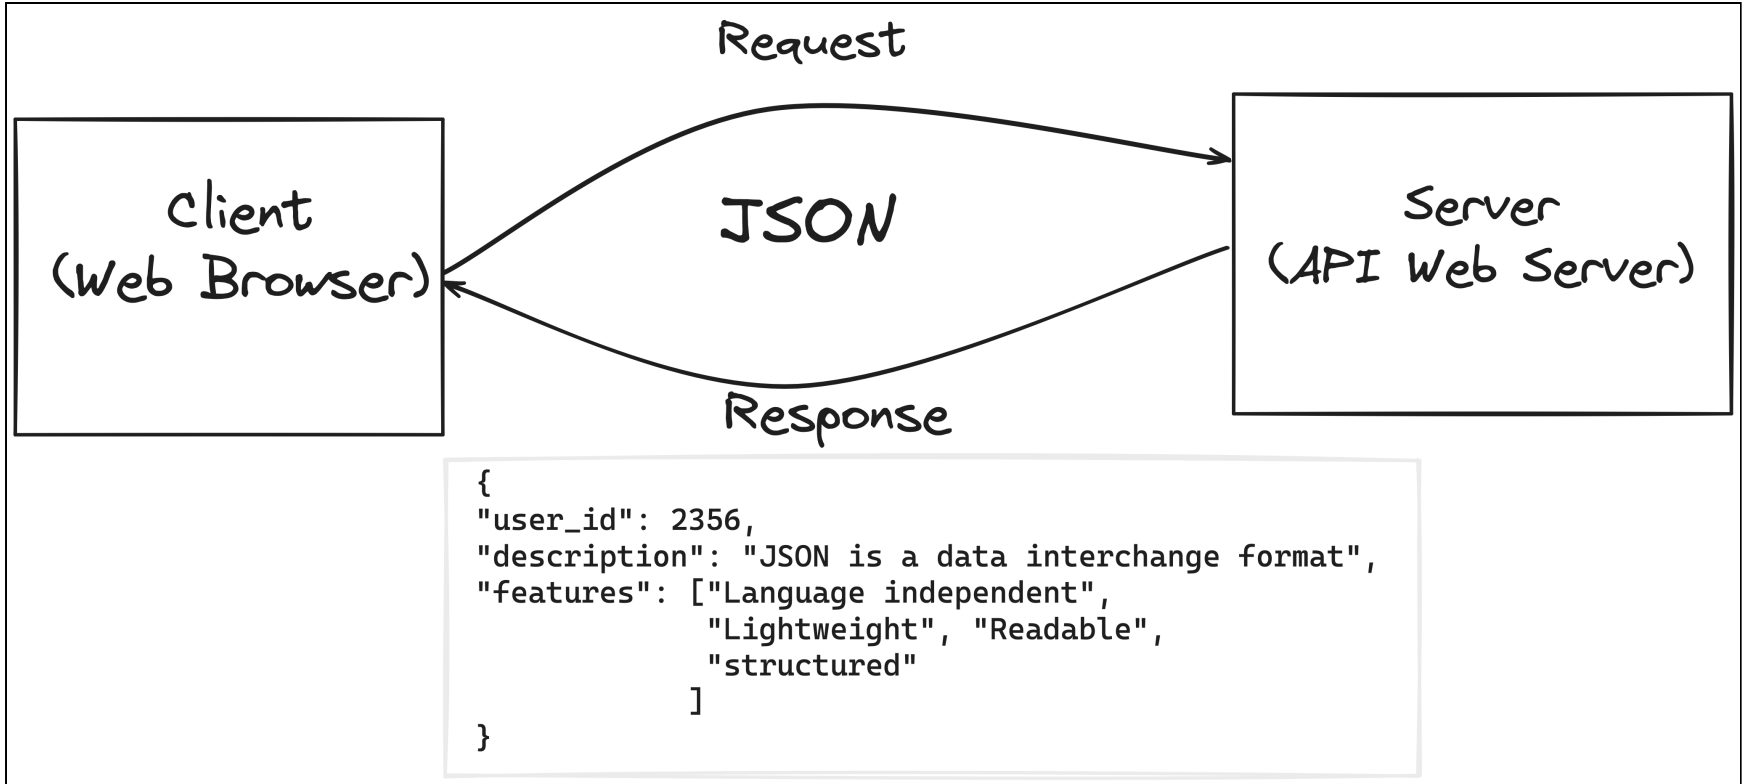 Request
Client
(Web Browser)
JSON
Server
(API Web Server)
Response
{
"user_id": 2356,
"description": "JSON is a data interchange format",
"features": ["Language independent",
"Lightweight", "Readable",
"structured"
]
}